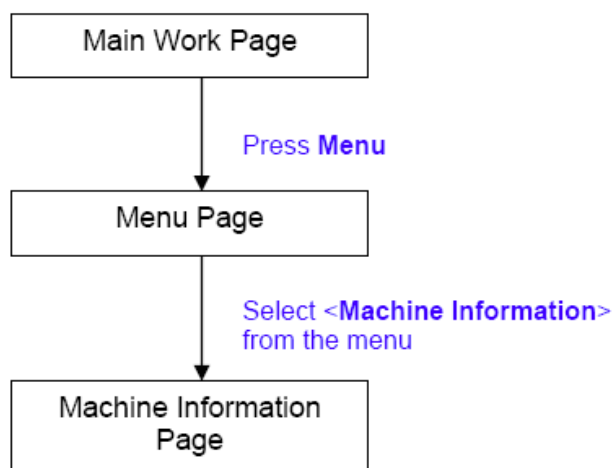 Main Work Page
Press Menu
Menu Page
Select <Machine Information>
from the menu
Machine Information
Page